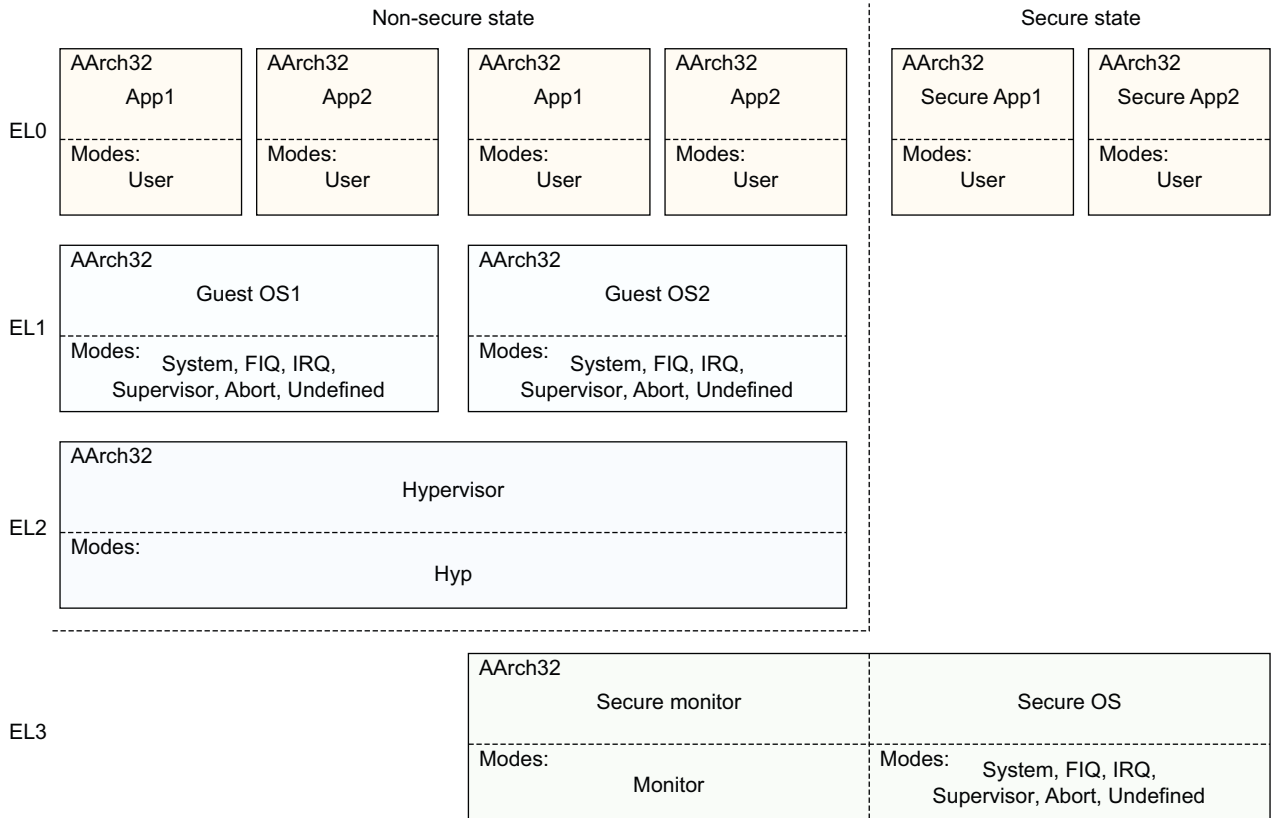 Non-secure state
Secure state
EL0
AArch32
App1
Modes:
User
AArch32
App2
Modes:
User
AArch32
App1
Modes:
User
AArch32
App2
Modes:
User
AArch32
Secure App1
Modes:
User
AArch32
Secure App2
Modes:
User
EL1
AArch32
Guest OS1
Modes:
System, FIQ, IRQ,
Supervisor, Abort, Undefined
AArch32
Guest OS2
Modes:
System, FIQ, IRQ,
Supervisor, Abort, Undefined
EL2
AArch32
Hypervisor
Modes:
Hyp
EL3
AArch32
Secure monitor
Modes:
Monitor
Secure OS
Modes:
System, FIQ, IRQ,
Supervisor, Abort, Undefined